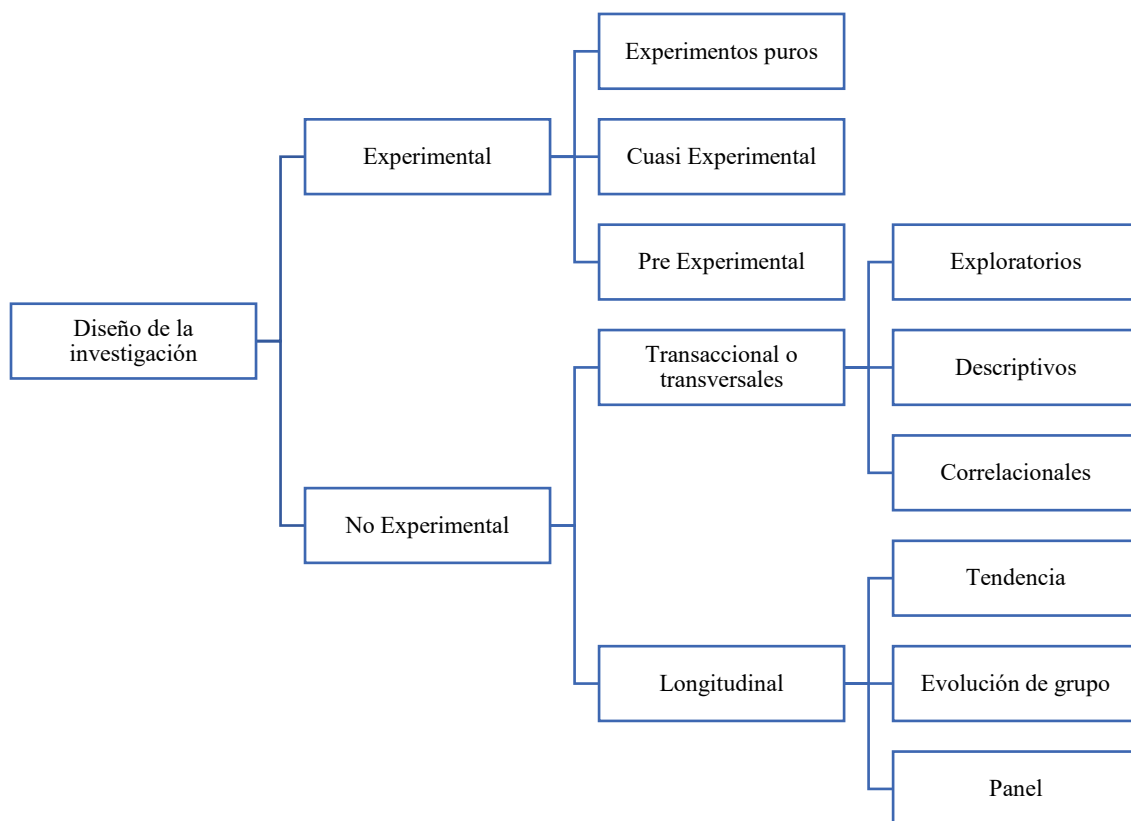 Diseño de la
investigación
Experimental
Experimentos puros
Cuasi Experimental
Pre Experimental
No Experimental
Transaccional o
transversales
Exploratorios
Descriptivos
Correlacionales
Longitudinal
Tendencia
Evolución de grupo
Panel